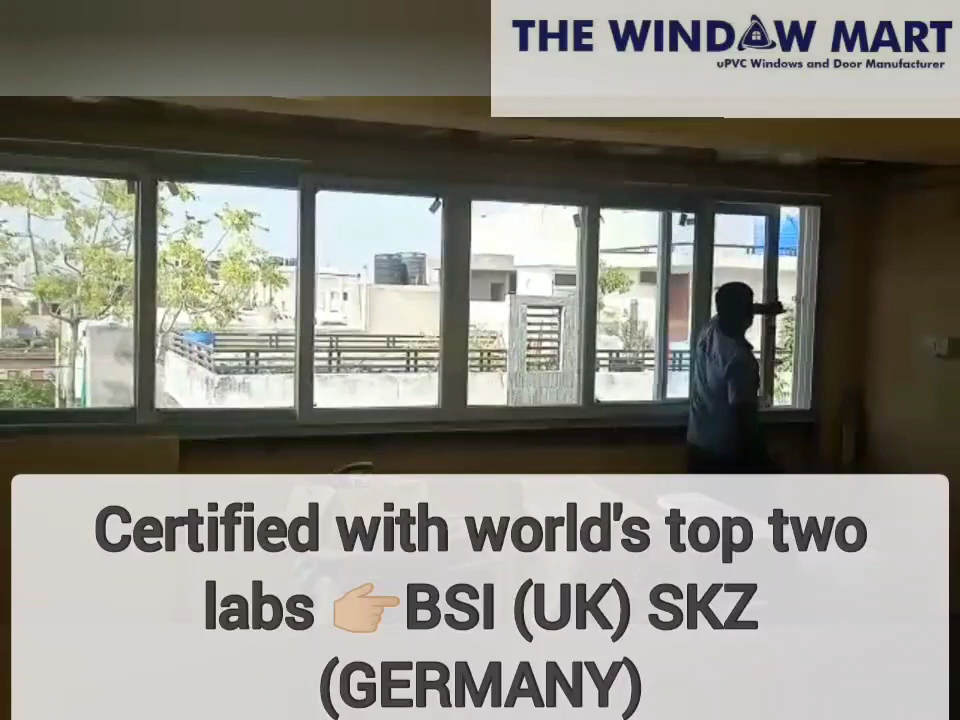 THE WINDOW MART
uPVC Windows and Door Manufacturer
Certified with world's top two
labs 👉🏼BSI (UK) SKZ
(GERMANY)